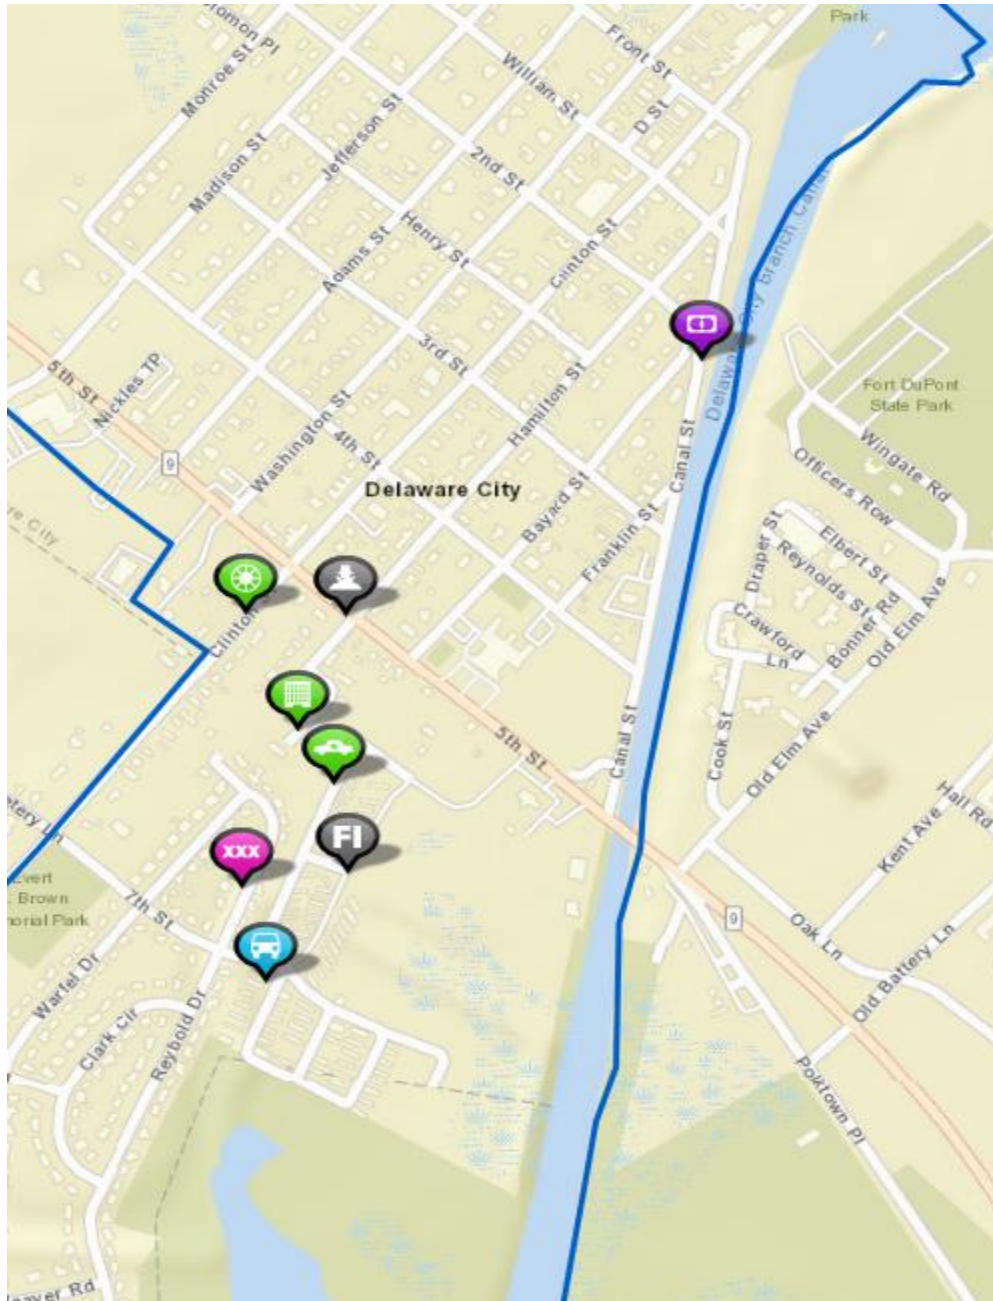 Park
Front St
Monroe St
William St
D St
Jefferson St
Madison St
2nd St
Henry St
Clinton St
Adams St
Delaware City Branch Canal
3rd St
5th St
Nickles TP
Hamilton St
Fort DuPont
State Park
Washington St
4th St
Canal St
Wingate Rd
9
Delaware City
Officers Row
Bayard St
Franklin St
Draper St
Elbert St
Reynolds St
Bonner Rd
Old Elm Ave
Clinton
Crawford
Ln
5th St
Canal St
Cook St
Old Elm Ave
Hall Rd
Kent Ave
FI
XXX
Brown
7th St
9
Oak Ln
Old Battery Ln
Warfel Dr
Clark Cir
Reybold Dr
Polktown Pl